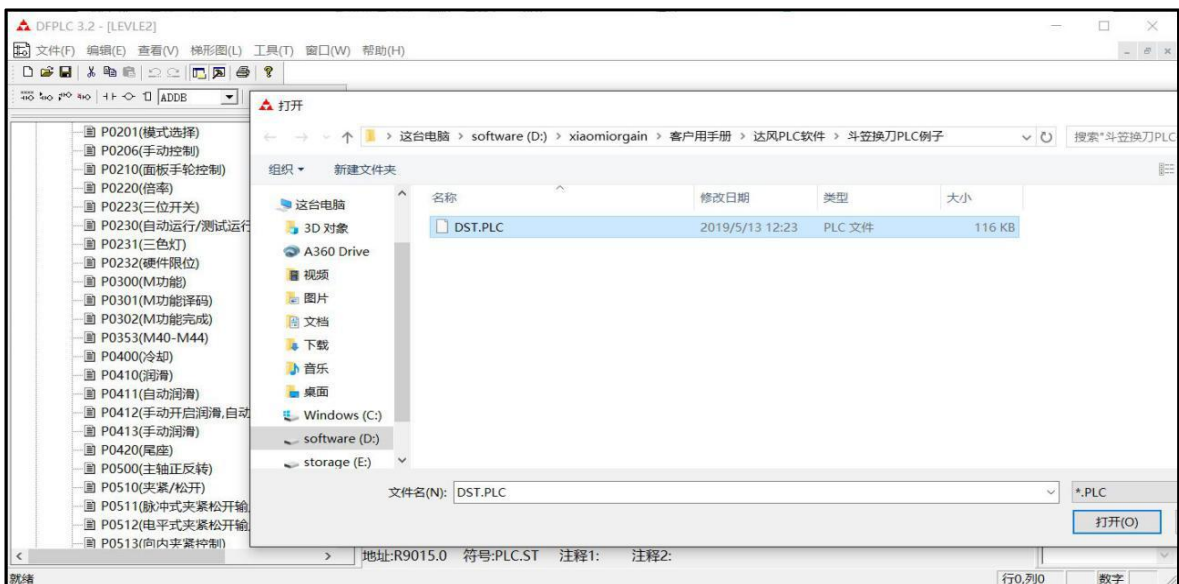 DFPLC 3.2 - [LEVLE2]
文件(F) 编辑(E) 查看(V) 梯形图(L) 工具(T) 窗口(W) 帮助(H)
ADDB
P0201(模式选择)
P0206(手动控制)
P0210(面板手轮控制)
P0220(倍率)
P0223(三位开关)
P0230(自动运行/测试运行
P0231(三色灯)
P0232(硬件限位)
P0300(M功能)
P0301(M功能译码)
P0302(M功能完成)
P0353(M40-M44)
P0400(冷却)
P0410(润滑)
P0411(自动润滑)
P0412(手动开启润滑,自动
P0413(手动润滑)
P0420(尾座)
P0500(主轴正反转)
P0510(夹紧/松开)
P0511(脉冲式夹紧松开输
P0512(电平式夹紧松开输
P0513(向内夹紧控制)
打开
这台电脑 > software (D:) > xiaomiorgain > 客户用手册 > 达风PLC软件 > 斗笠换刀PLC例子
搜索"斗笠换刀PLC
组织 新建文件夹
这台电脑
3D 对象
A360 Drive
视频
图片
文档
下载
音乐
桌面
Windows (C:)
software (D:)
storage (E:)
名称 修改日期 类型 大小
DST.PLC 2019/5/13 12:23 PLC 文件 116 KB
文件名(N): DST.PLC
*.PLC
打开(O)
地址:R9015.0 符号:PLC.ST 注释1: 注释2:
就绪
行0,列0 数字